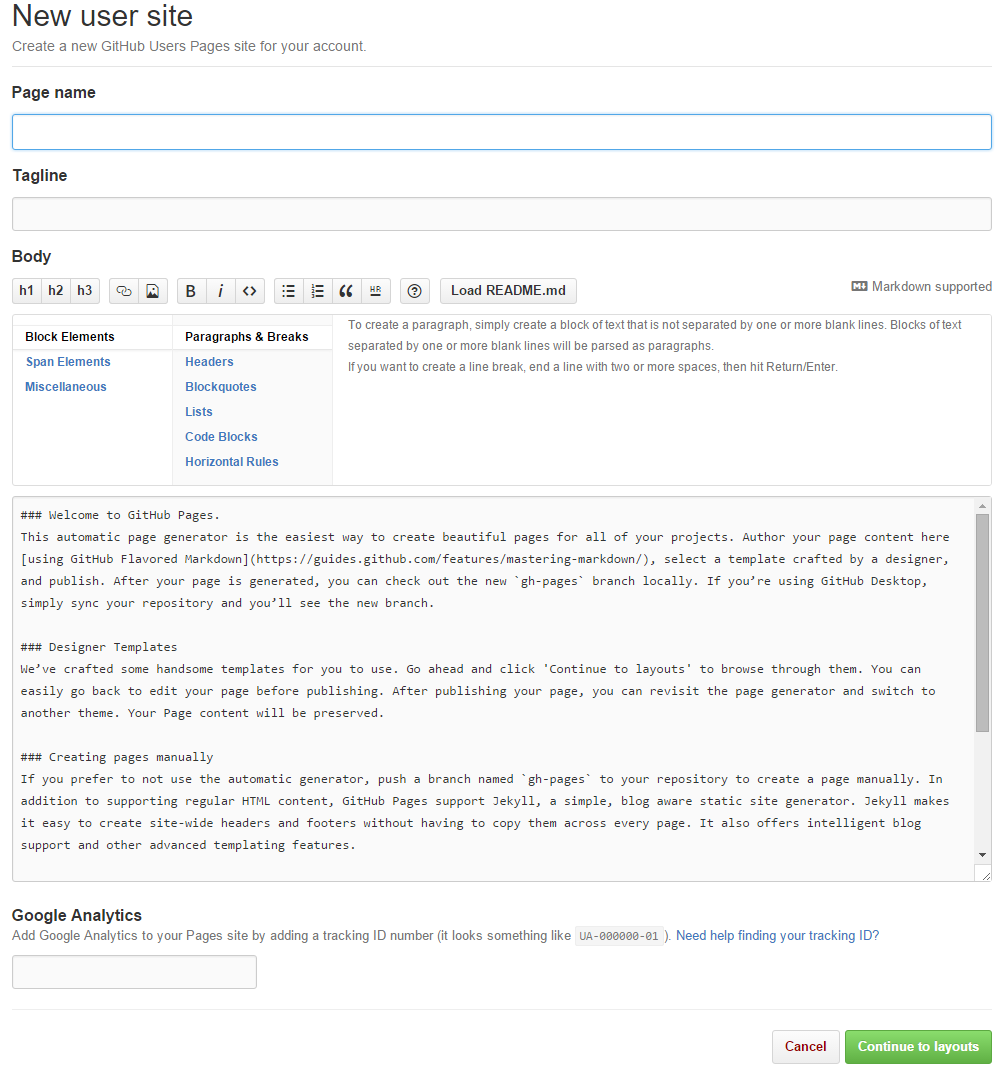 New user site
Create a new GitHub Users Pages site for your account.
Page name
Tagline
Body
h1 h2 h3 B i <> HR ? Load README.md
Markdown supported
Block Elements
Span Elements
Miscellaneous
Paragraphs & Breaks
Headers
Blockquotes
Lists
Code Blocks
Horizontal Rules
To create a paragraph, simply create a block of text that is not separated by one or more blank lines. Blocks of text
separated by one or more blank lines will be parsed as paragraphs.
If you want to create a line break, end a line with two or more spaces, then hit Return/Enter.
### Welcome to GitHub Pages.
This automatic page generator is the easiest way to create beautiful pages for all of your projects. Author your page content here
[using GitHub Flavored Markdown](https://guides.github.com/features/mastering-markdown/), select a template crafted by a designer,
and publish. After your page is generated, you can check out the new `gh-pages` branch locally. If you’re using GitHub Desktop,
simply sync your repository and you’ll see the new branch.
### Designer Templates
We’ve crafted some handsome templates for you to use. Go ahead and click 'Continue to layouts' to browse through them. You can
easily go back to edit your page before publishing. After publishing your page, you can revisit the page generator and switch to
another theme. Your Page content will be preserved.
### Creating pages manually
If you prefer to not use the automatic generator, push a branch named `gh-pages` to your repository to create a page manually. In
addition to supporting regular HTML content, GitHub Pages support Jekyll, a simple, blog aware static site generator. Jekyll makes
it easy to create site-wide headers and footers without having to copy them across every page. It also offers intelligent blog
support and other advanced templating features.
Google Analytics
Add Google Analytics to your Pages site by adding a tracking ID number (it looks something like UA-000000-01 ). Need help finding your tracking ID?
Cancel Continue to layouts